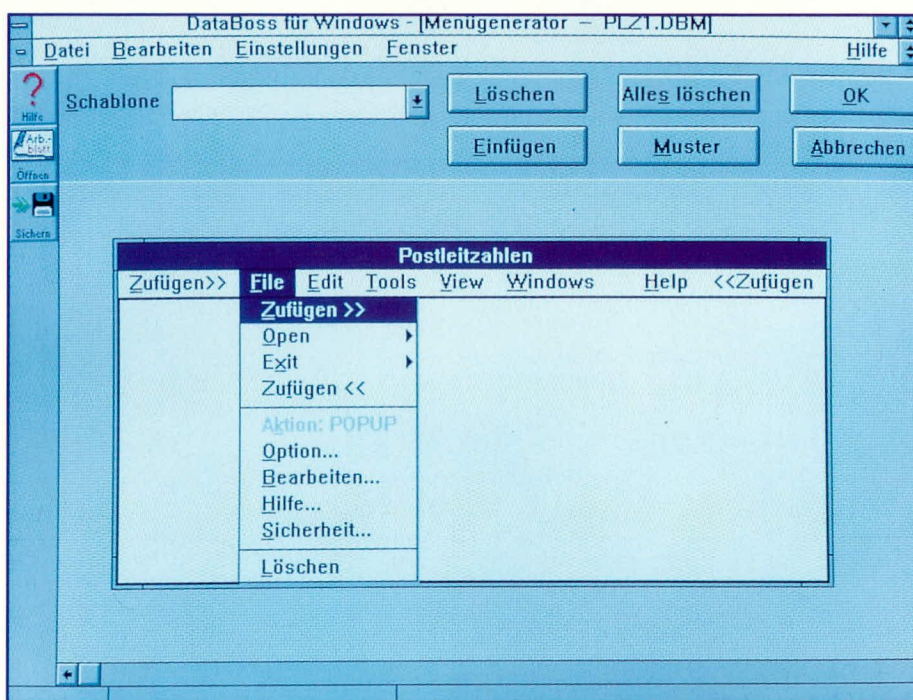 DataBoss für Windows - [Menügenerator – PLZ1.DBM]
Datei Bearbeiten Einstellungen Fenster Hilfe
Hilfe
Arb.-
blatt
Öffnen
Sichern
Schablone
Löschen Alles löschen OK
Einfügen Muster Abbrechen
Postleitzahlen
Zufügen>> File Edit Tools View Windows Help <<Zufügen
Zufügen >>
Open
Exit
Zufügen <<
Aktion: POPUP
Option...
Bearbeiten...
Hilfe...
Sicherheit...
Löschen